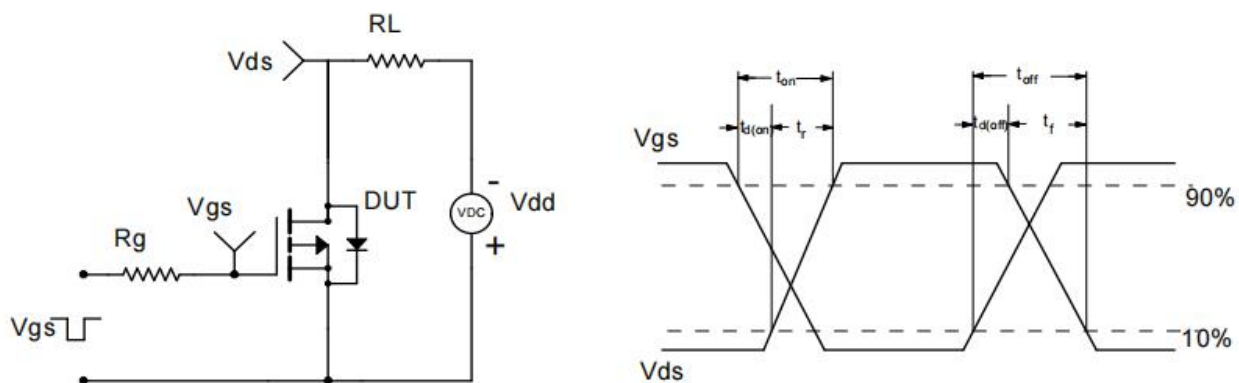 RL
Vds
-
Vgs
DUT
VDC
Vdd
Rg
+
Vgs
ton
toff
td(on)
tr
td(off)
tf
Vgs
90%
10%
Vds